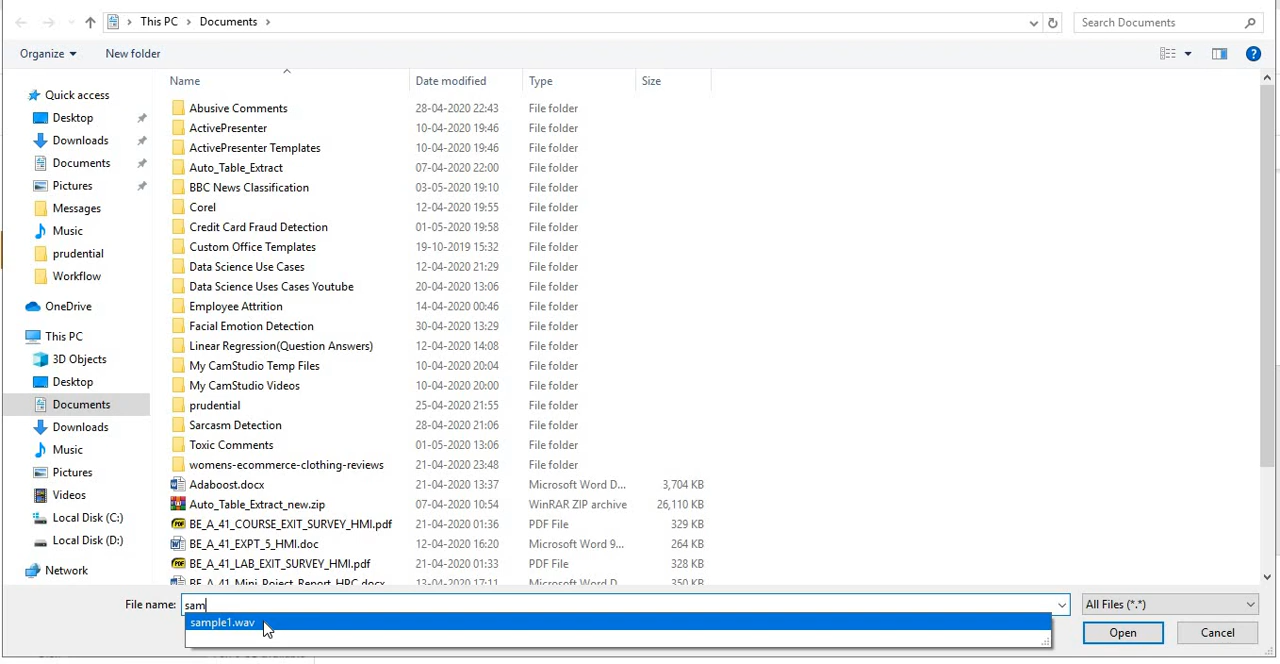 This PC > Documents >
Search Documents
Organize
New folder
Name
Date modified
Type
Size
Quick access
Desktop
Downloads
Documents
Pictures
Messages
Music
prudential
Workflow
OneDrive
This PC
3D Objects
Desktop
Documents
Downloads
Music
Pictures
Videos
Local Disk (C:)
Local Disk (D:)
Network
Abusive Comments 28-04-2020 22:43 File folder
ActivePresenter 10-04-2020 19:46 File folder
ActivePresenter Templates 10-04-2020 19:46 File folder
Auto_Table_Extract 07-04-2020 22:00 File folder
BBC News Classification 03-05-2020 19:10 File folder
Corel 12-04-2020 19:55 File folder
Credit Card Fraud Detection 01-05-2020 19:58 File folder
Custom Office Templates 19-10-2019 15:32 File folder
Data Science Use Cases 12-04-2020 21:29 File folder
Data Science Uses Cases Youtube 20-04-2020 13:06 File folder
Employee Attrition 14-04-2020 00:46 File folder
Facial Emotion Detection 30-04-2020 13:29 File folder
Linear Regression(Question Answers) 12-04-2020 14:08 File folder
My CamStudio Temp Files 10-04-2020 20:04 File folder
My CamStudio Videos 10-04-2020 20:00 File folder
prudential 25-04-2020 21:55 File folder
Sarcasm Detection 28-04-2020 21:06 File folder
Toxic Comments 01-05-2020 13:06 File folder
womens-ecommerce-clothing-reviews 21-04-2020 23:48 File folder
Adaboost.docx 21-04-2020 13:37 Microsoft Word D... 3,704 KB
Auto_Table_Extract_new.zip 07-04-2020 10:54 WinRAR ZIP archive 26,110 KB
BE_A_41_COURSE_EXIT_SURVEY_HMI.pdf 21-04-2020 01:36 PDF File 329 KB
BE_A_41_EXPT_5_HMI.doc 12-04-2020 16:20 Microsoft Word 9... 264 KB
BE_A_41_LAB_EXIT_SURVEY_HMI.pdf 21-04-2020 01:33 PDF File 328 KB
BE_A_41_Mini_Poject_Report_HPC.docx 13-04-2020 17:11 Microsoft Word D... 350 KB
File name: sam
All Files (*.*)
sample1.wav
Open
Cancel